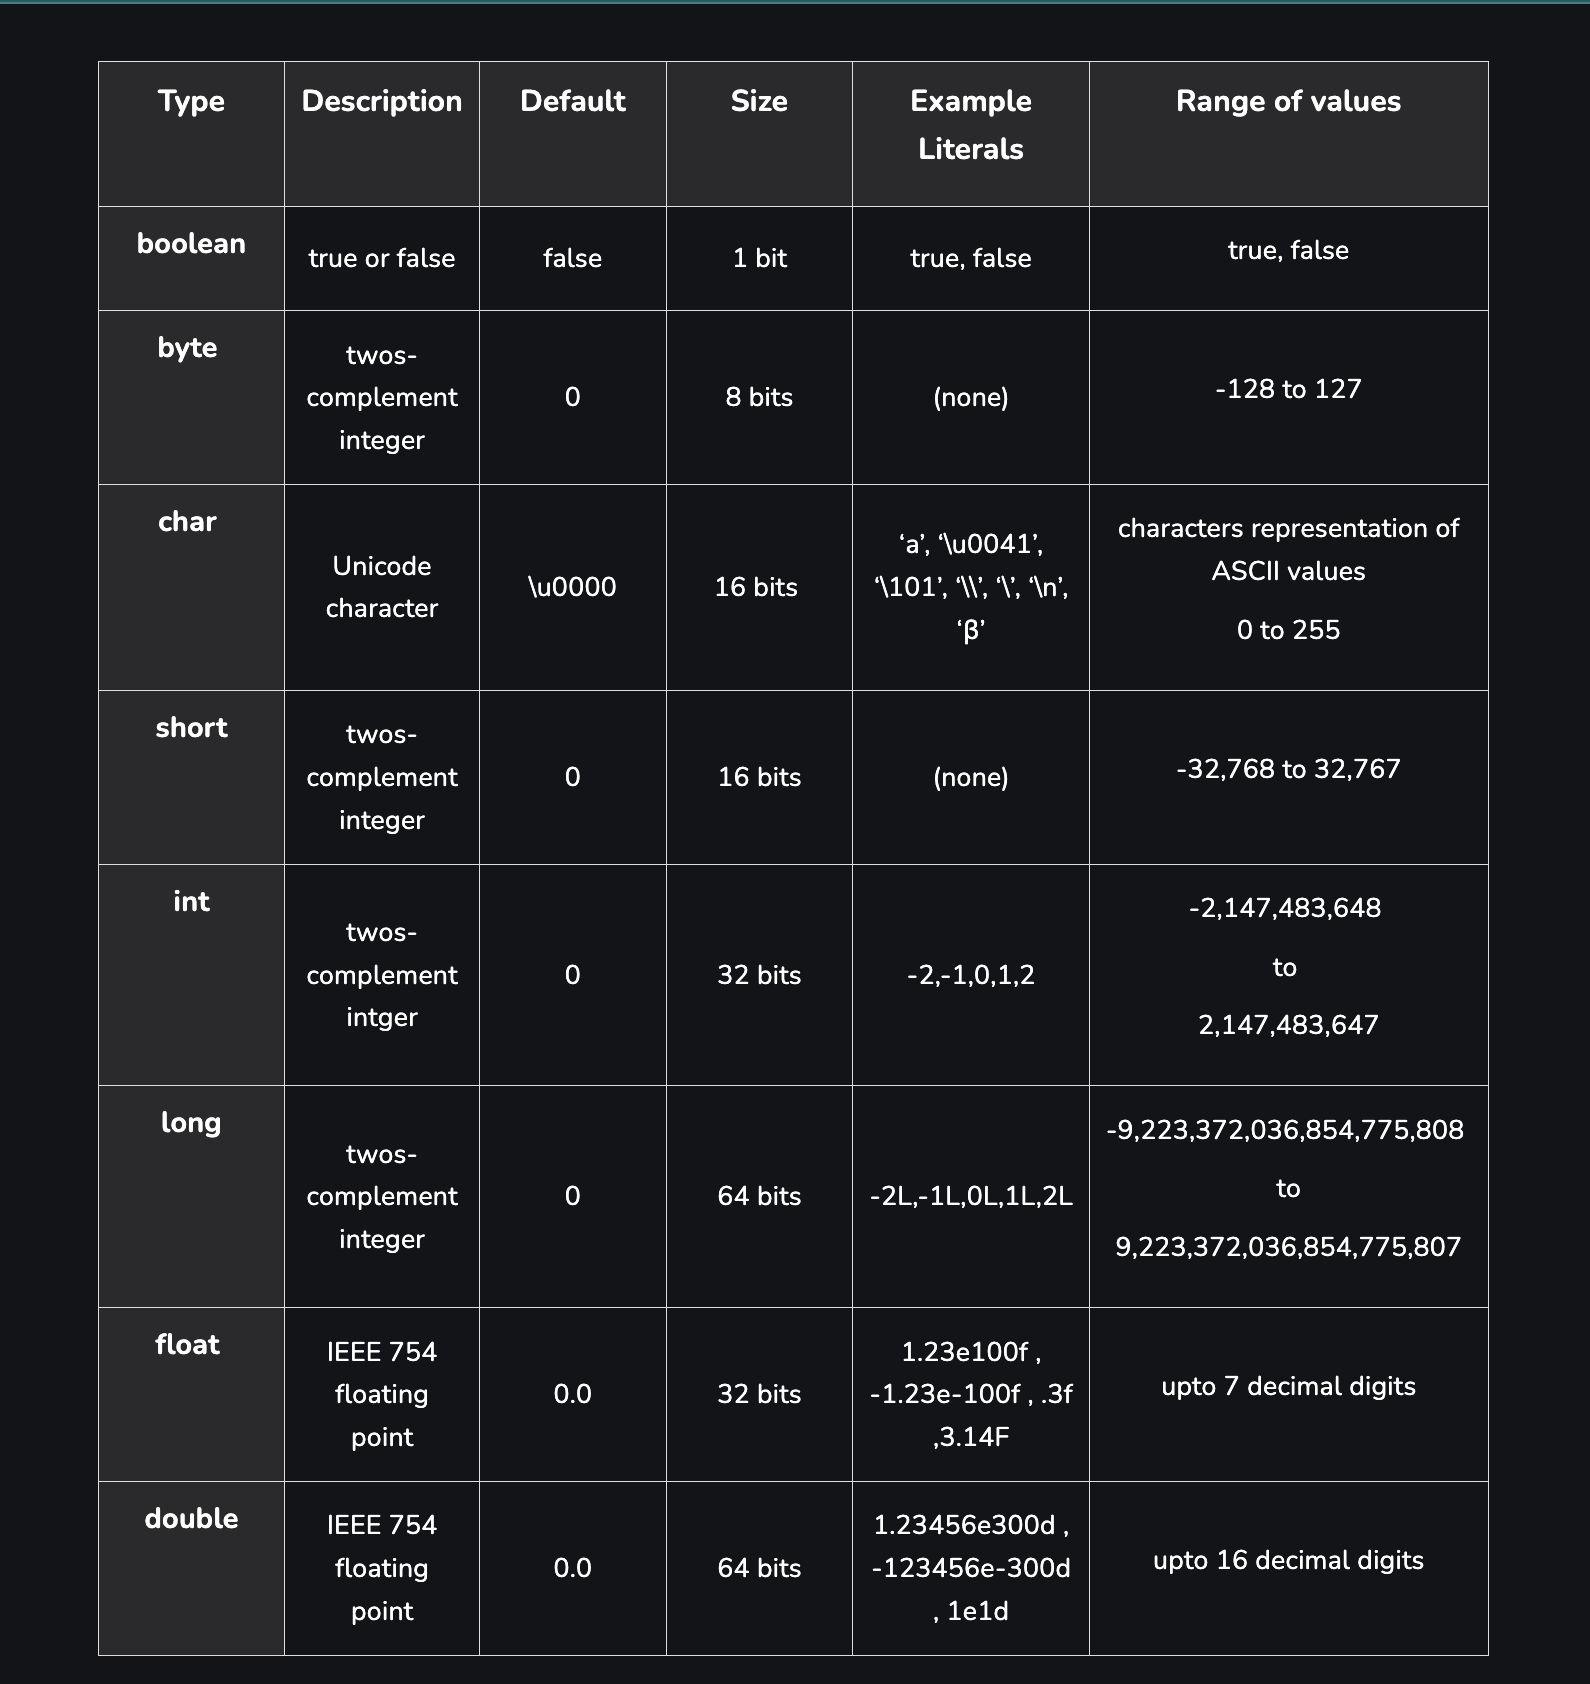 Type Description Default Size Example Range of values
Literals
boolean true or false false 1 bit true, false true, false
byte
twos-
complement
integer
0
8 bits
(none)
-128 to 127
char
Unicode
character
\u0000
16 bits
‘a’, ‘\u0041’,
‘\101’, ‘\\’, ‘\’, ‘\n’,
‘β’
characters representation of
ASCII values
0 to 255
short
twos-
complement
integer
0
16 bits
(none)
-32,768 to 32,767
int
twos-
complement
intger
0
32 bits
-2,-1,0,1,2
-2,147,483,648
to
2,147,483,647
long
twos-
complement
integer
0
64 bits
-2L,-1L,0L,1L,2L
-9,223,372,036,854,775,808
to
9,223,372,036,854,775,807
float
IEEE 754
floating
point
0.0
32 bits
1.23e100f ,
-1.23e-100f , .3f
,3.14F
upto 7 decimal digits
double
IEEE 754
floating
point
0.0
64 bits
1.23456e300d ,
-123456e-300d
, 1e1d
upto 16 decimal digits